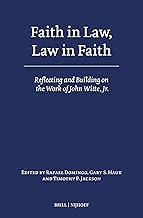 Faith in Law,
Law in Faith
Reflecting and Building on
the Work of John Witte, Jr.
EDITED BY RAFAEL DOMINGO, GARY S. HAUK
AND TIMOTHY P. JACKSON
BRILL | NIJHOFF